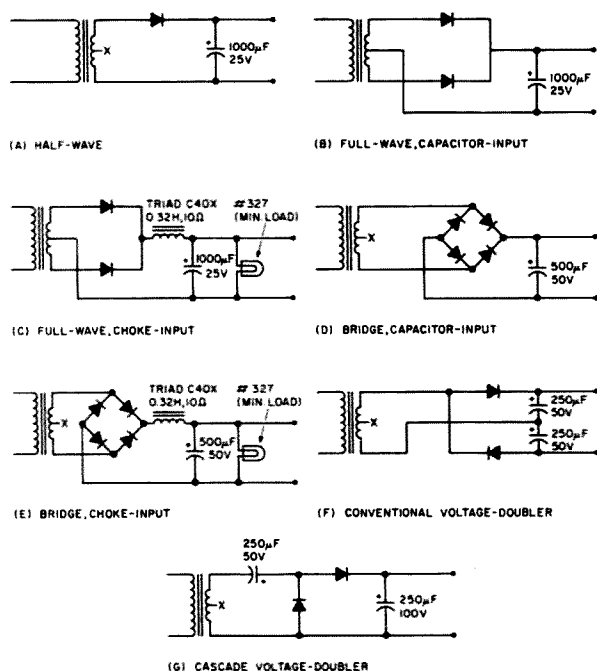 X
+
1000µF
25V
(A) HALF-WAVE
+
1000µF
25V
(B) FULL-WAVE, CAPACITOR-INPUT
TRIAD C40X
0.32H,10Ω
#327
(MIN. LOAD)
+
1000µF
25V
(C) FULL-WAVE, CHOKE-INPUT
X
+
500µF
50V
(D) BRIDGE, CAPACITOR-INPUT
TRIAD C40X
0.32H,10Ω
#327
(MIN. LOAD)
X
+
500µF
50V
(E) BRIDGE, CHOKE-INPUT
X
+
250µF
50V
+
250µF
50V
(F) CONVENTIONAL VOLTAGE-DOUBLER
250µF
50V
+
X
+
250µF
100V
(G) CASCADE VOLTAGE-DOUBLER